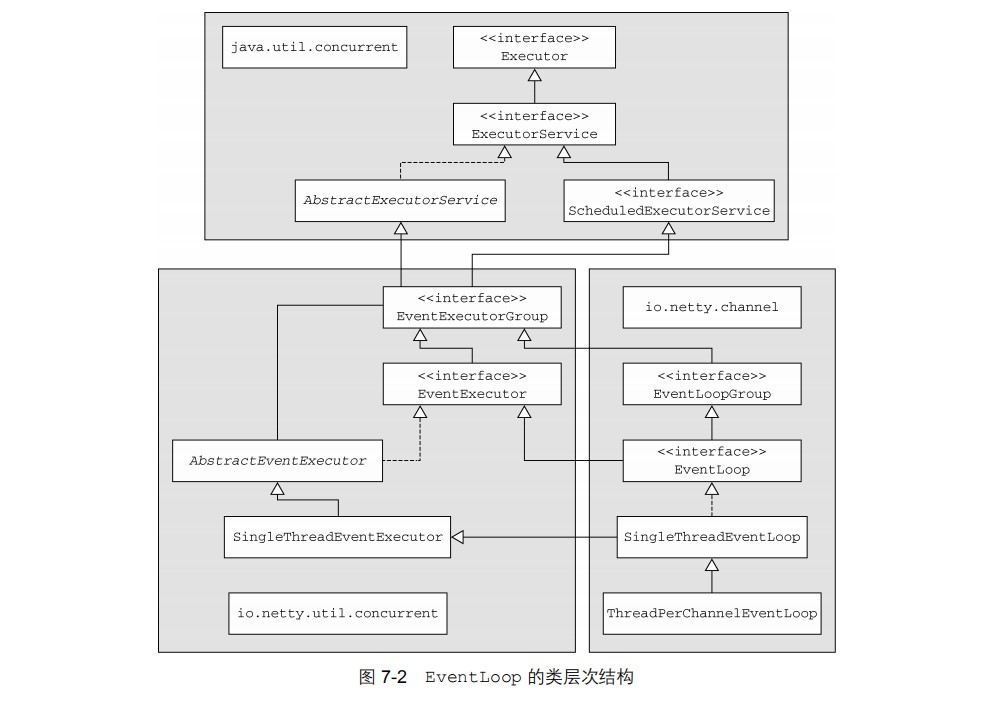 java.util.concurrent
<<interface>>
Executor
<<interface>>
ExecutorService
AbstractExecutorService
<<interface>>
ScheduledExecutorService
<<interface>>
EventExecutorGroup
io.netty.channel
<<interface>>
EventExecutor
<<interface>>
EventLoopGroup
AbstractEventExecutor
<<interface>>
EventLoop
SingleThreadEventExecutor
SingleThreadEventLoop
io.netty.util.concurrent
ThreadPerChannelEventLoop
图 7-2 EventLoop 的类层次结构